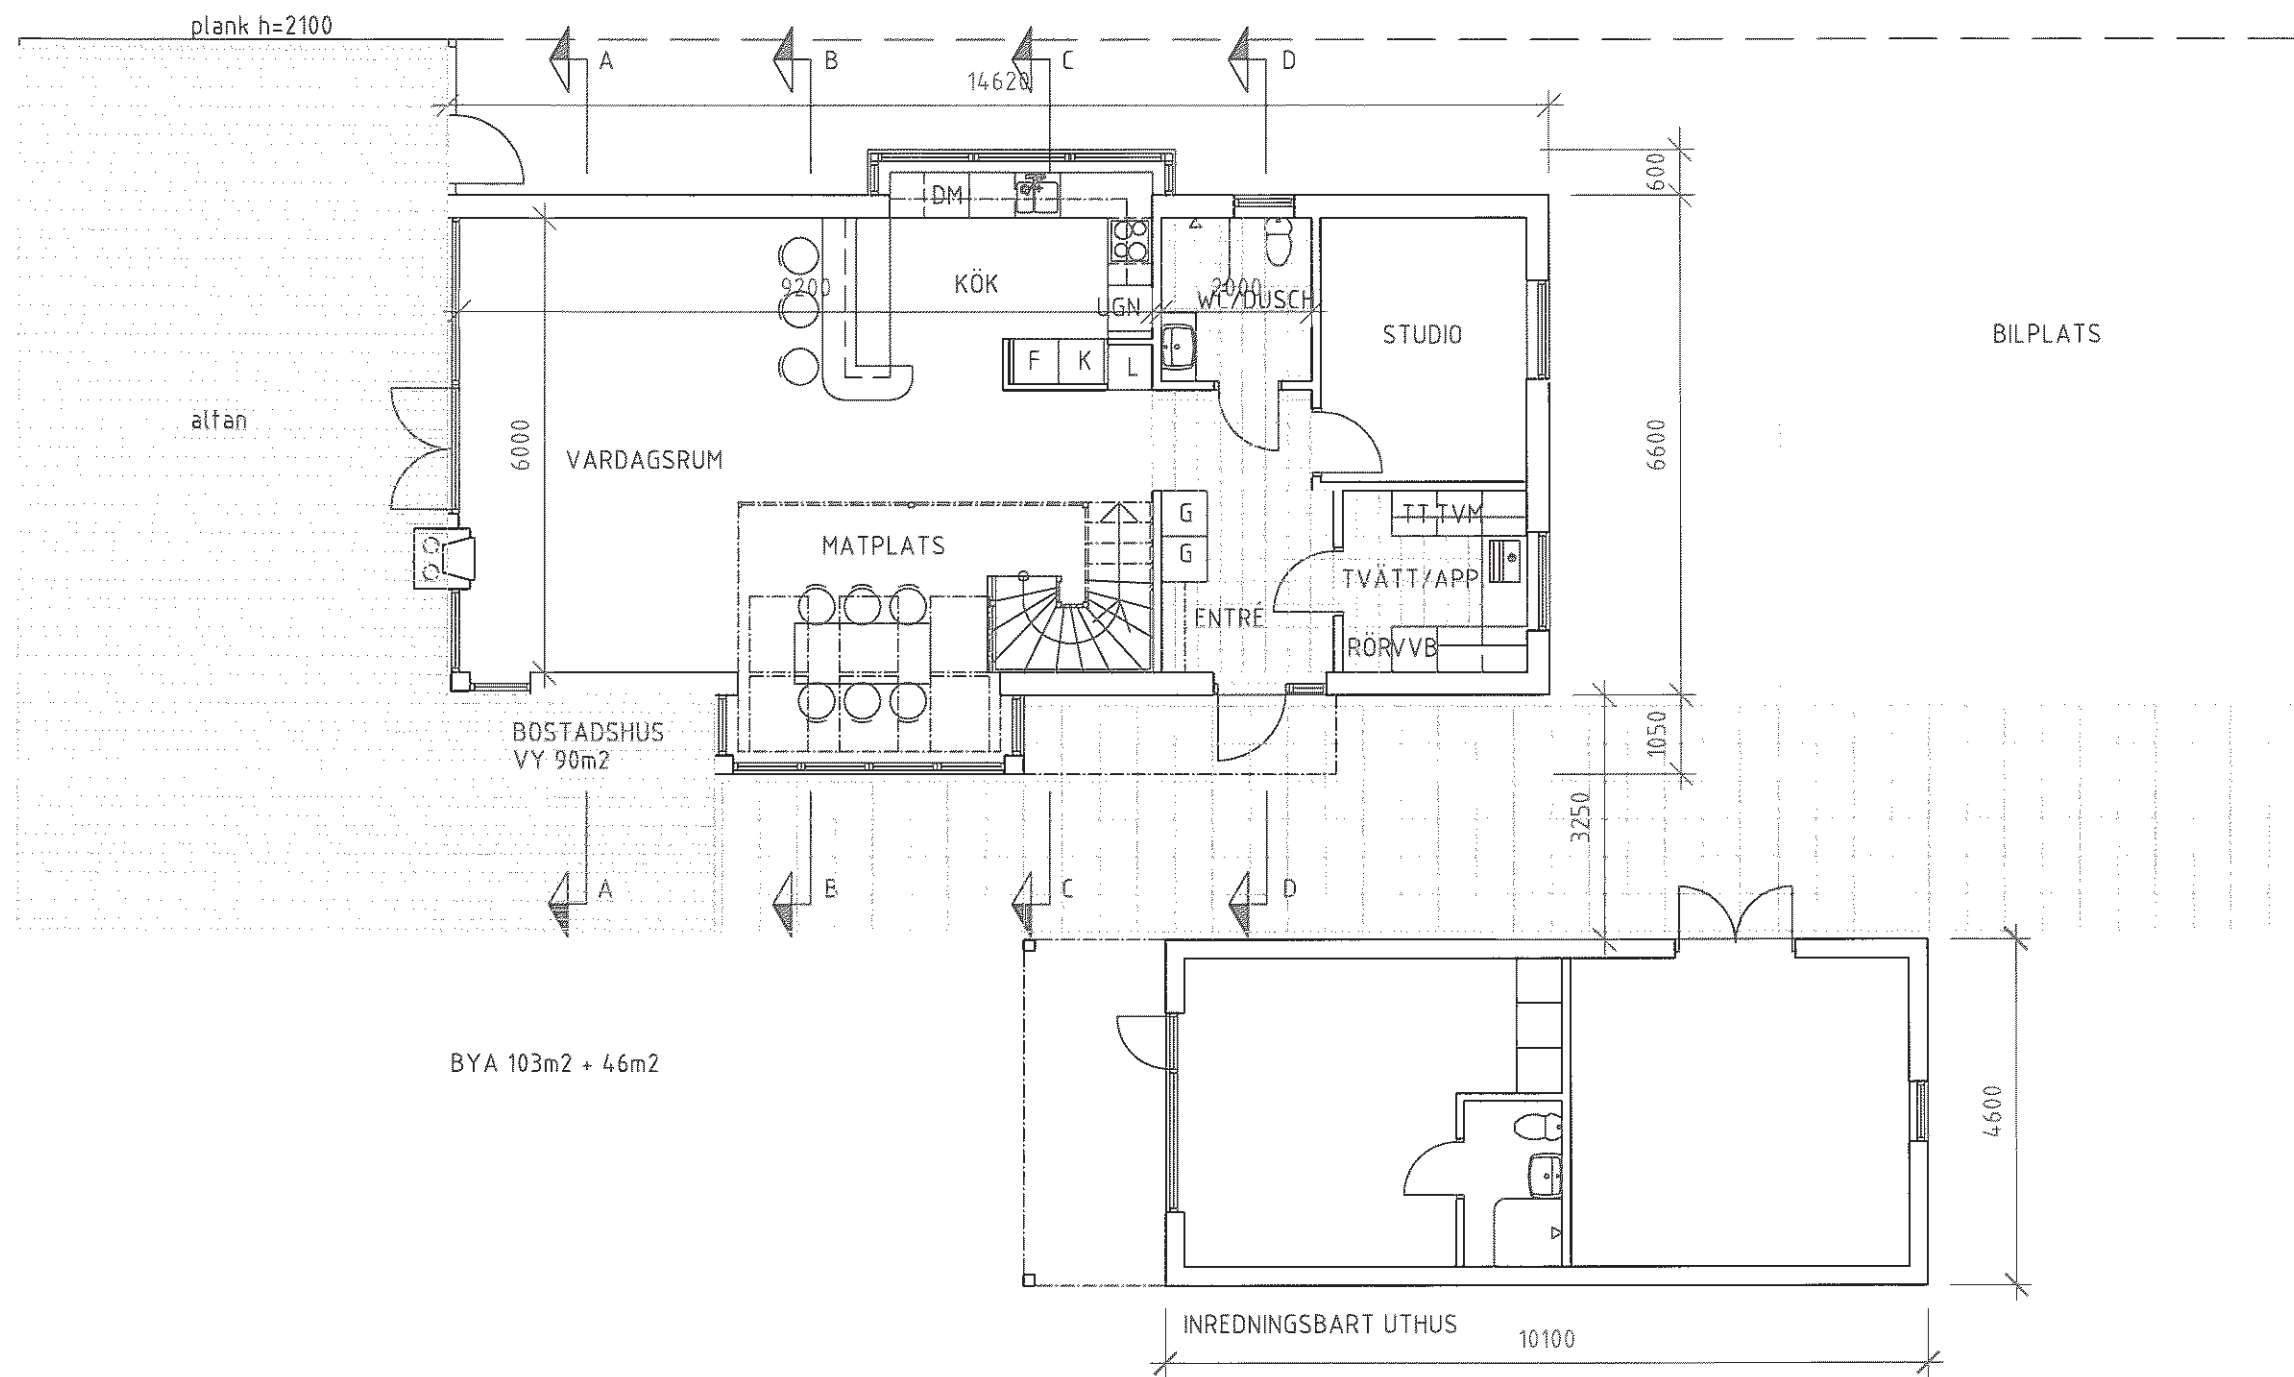 plank h=2100
A
B
C
D
14620
600
DM
KÖK
9200
UGN
2000
WC/DUSCH
STUDIO
BILPLATS
F
K
L
altan
6000
VARDAGSRUM
6600
G
TT TVM
MATPLATS
G
TVÄTT/APP
ENTRÉ
RÖR
VVB
BOSTADSHUS
VY 90m2
1050
3250
A
B
C
D
BYA 103m2 + 46m2
4600
INREDNINGSBART UTHUS
10100